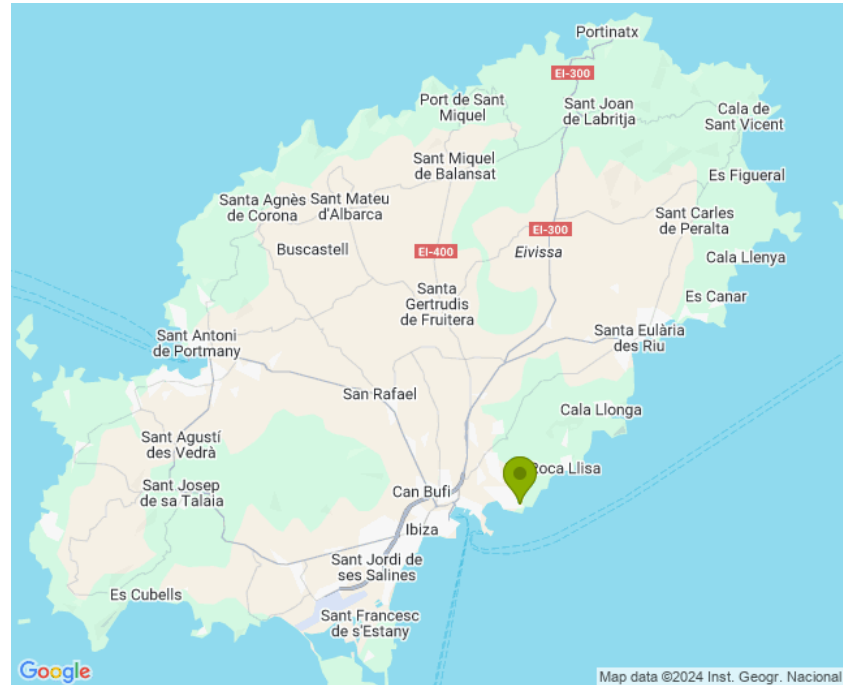 Portinatx
EI-300
Port de Sant
Miquel
Sant Joan
de Labritja
Cala de
Sant Vicent
Sant Miquel
de Balansat
Es Figueral
Santa Agnès
de Corona
Sant Mateu
d'Albarca
Sant Carles
de Peralta
EI-300
Buscastell
EI-400
Eivissa
Cala Llenya
Santa
Gertrudis
de Fruitera
Es Canar
Sant Antoni
de Portmany
Santa Eulària
des Riu
San Rafael
Cala Llonga
Sant Agustí
des Vedrà
Roca Llisa
Sant Josep
de sa Talaia
Can Bufi
Ibiza
Sant Jordi de
ses Salines
Es Cubells
Sant Francesc
de s'Estany
Google
Map data ©2024 Inst. Geogr. Nacional